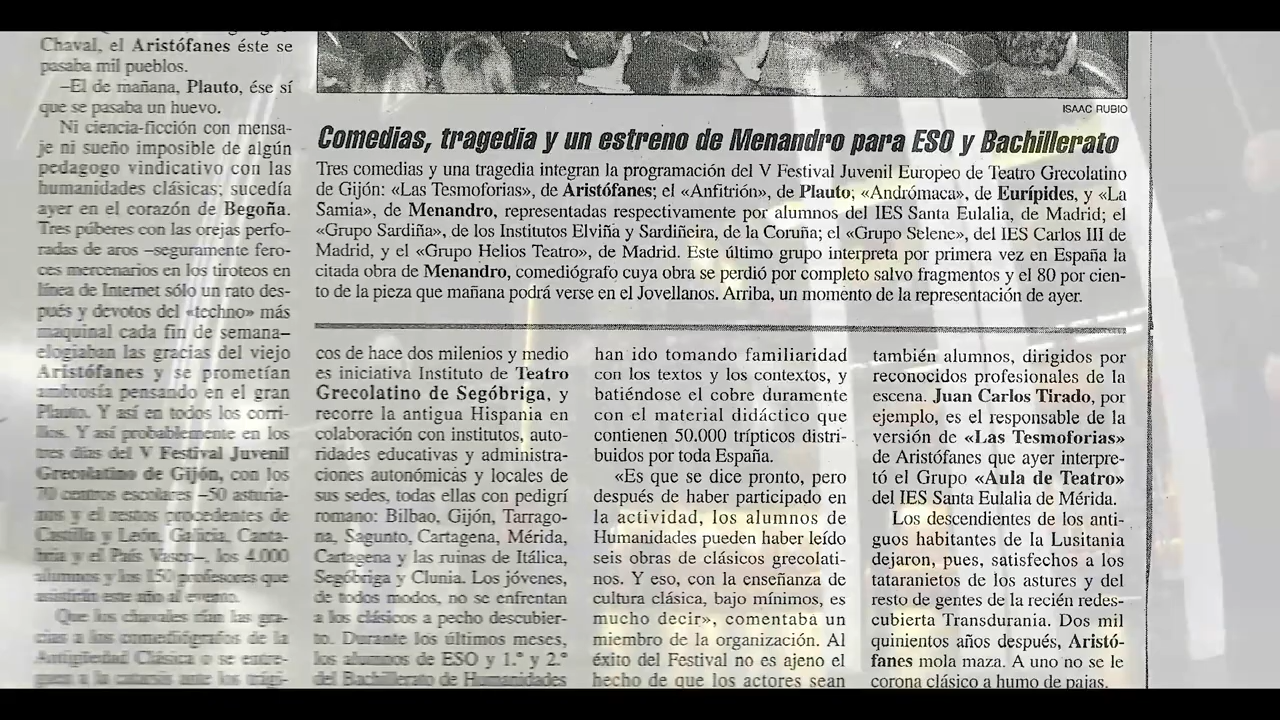 Chaval, el Aristófanes éste se
pasaba mil pueblos.
–El de mañana, Plauto, ése sí
que se pasaba un huevo.
Ni ciencia-ficción con mensa-
je ni sueño imposible de algún
pedagogo vindicativo con las
humanidades clásicas: sucedía
ayer en el corazón de Begoña.
Tres púberes con las orejas perfo-
radas de aros –seguramente fero-
ces mercenarios en los tiroteos en
línea de Internet sólo un rato des-
pués y devotos del «techno» más
maquinal cada fin de semana–
elogiaban las gracias del viejo
Aristófanes y se prometían
ambrosía pensando en el gran
Plauto. Y así en todos los corri-
llos. Y así probablemente en los
tres días del V Festival Juvenil
Grecolatino de Gijón, con los
70 centros escolares –50 asturia-
nos y el restos procedentes de
Castilla y León, Galicia, Canta-
bria y el País Vasco–, los 4.000
alumnos y los 150 profesores que
asistirán este año al evento.
Que los chavales rían las gra-
cias a los comediógrafos de la
Antigüedad Clásica o se entre-
guen a la catarsis ante los trági-
ISAAC RUBIO
Comedias, tragedia y un estreno de Menandro para ESO y Bachillerato
Tres comedias y una tragedia integran la programación del V Festival Juvenil Europeo de Teatro Grecolatino
de Gijón: «Las Tesmoforias», de Aristófanes; el «Anfitrión», de Plauto; «Andrómaca», de Eurípides, y «La
Samia», de Menandro, representadas respectivamente por alumnos del IES Santa Eulalia, de Madrid; el
«Grupo Sardiña», de los Institutos Elviña y Sardiñeira, de la Coruña; el «Grupo Selene», del IES Carlos III de
Madrid, y el «Grupo Helios Teatro», de Madrid. Este último grupo interpreta por primera vez en España la
citada obra de Menandro, comediógrafo cuya obra se perdió por completo salvo fragmentos y el 80 por cien-
to de la pieza que mañana podrá verse en el Jovellanos. Arriba, un momento de la representación de ayer.
cos de hace dos milenios y medio
es iniciativa Instituto de Teatro
Grecolatino de Segóbriga, y
recorre la antigua Hispania en
colaboración con institutos, auto-
ridades educativas y administra-
ciones autonómicas y locales de
sus sedes, todas ellas con pedigrí
romano: Bilbao, Gijón, Tarrago-
na, Sagunto, Cartagena, Mérida,
Cartagena y las ruinas de Itálica,
Segóbriga y Clunia. Los jóvenes,
de todos modos, no se enfrentan
a los clásicos a pecho descubier-
to. Durante los últimos meses,
los alumnos de ESO y 1.º y 2.º
del Bachillerato de Humanidades
han ido tomando familiaridad
con los textos y los contextos, y
batiéndose el cobre duramente
con el material didáctico que
contienen 50.000 trípticos distri-
buidos por toda España.
«Es que se dice pronto, pero
después de haber participado en
la actividad, los alumnos de
Humanidades pueden haber leído
seis obras de clásicos grecolati-
nos. Y eso, con la enseñanza de
cultura clásica, bajo mínimos, es
mucho decir», comentaba un
miembro de la organización. Al
éxito del Festival no es ajeno el
hecho de que los actores sean
también alumnos, dirigidos por
reconocidos profesionales de la
escena. Juan Carlos Tirado, por
ejemplo, es el responsable de la
versión de «Las Tesmoforias»
de Aristófanes que ayer interpre-
tó el Grupo «Aula de Teatro»
del IES Santa Eulalia de Mérida.
Los descendientes de los anti-
guos habitantes de la Lusitania
dejaron, pues, satisfechos a los
tataranietos de los astures y del
resto de gentes de la recién redes-
cubierta Transdurania. Dos mil
quinientos años después, Aristó-
fanes mola maza. A uno no se le
corona clásico a humo de pajas.